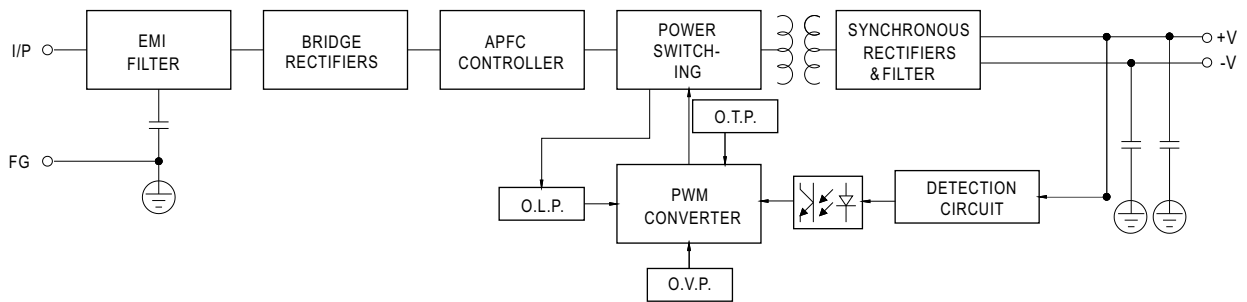 I/P
EMI
FILTER
BRIDGE
RECTIFIERS
APFC
CONTROLLER
POWER
SWITCH-
ING
SYNCHRONOUS
RECTIFIERS
&FILTER
+V
-V
O.T.P.
FG
O.L.P.
PWM
CONVERTER
DETECTION
CIRCUIT
O.V.P.